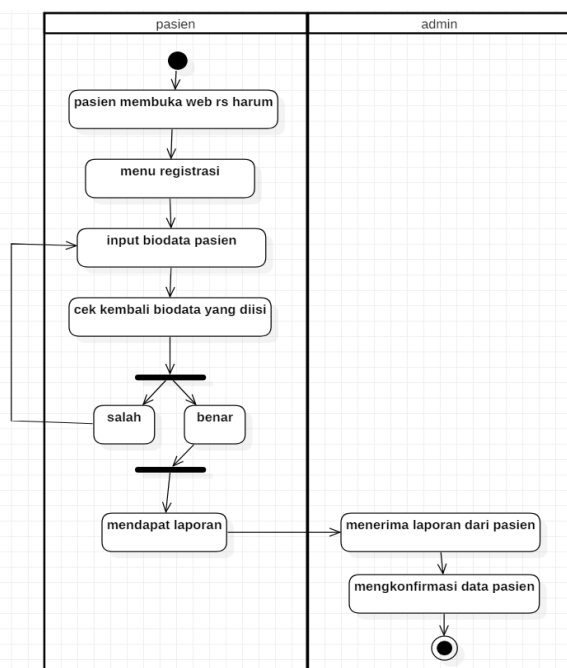 pasien
admin
pasien membuka web rs harum
menu registrasi
input biodata pasien
cek kembali biodata yang diisi
salah
benar
mendapat laporan
menerima laporan dari pasien
mengkonfirmasi data pasien